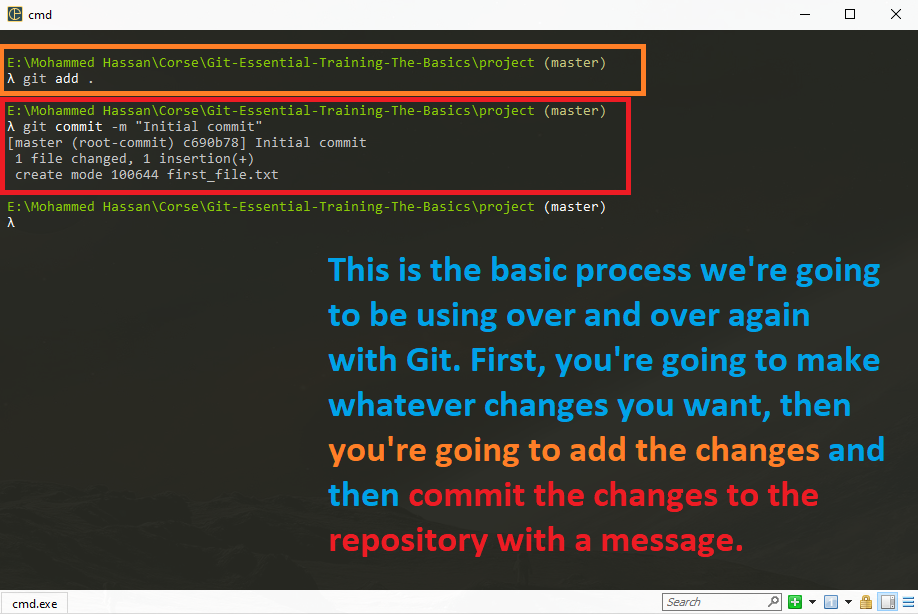 cmd
E:\Mohammed Hassan\Corse\Git-Essential-Training-The-Basics\project (master)
λ git add .
E:\Mohammed Hassan\Corse\Git-Essential-Training-The-Basics\project (master)
λ git commit -m "Initial commit"
[master (root-commit) c690b78] Initial commit
1 file changed, 1 insertion(+)
create mode 100644 first_file.txt
E:\Mohammed Hassan\Corse\Git-Essential-Training-The-Basics\project (master)
λ
This is the basic process we're going
to be using over and over again
with Git. First, you're going to make
whatever changes you want, then
you're going to add the changes and
then commit the changes to the
repository with a message.
cmd.exe
Search